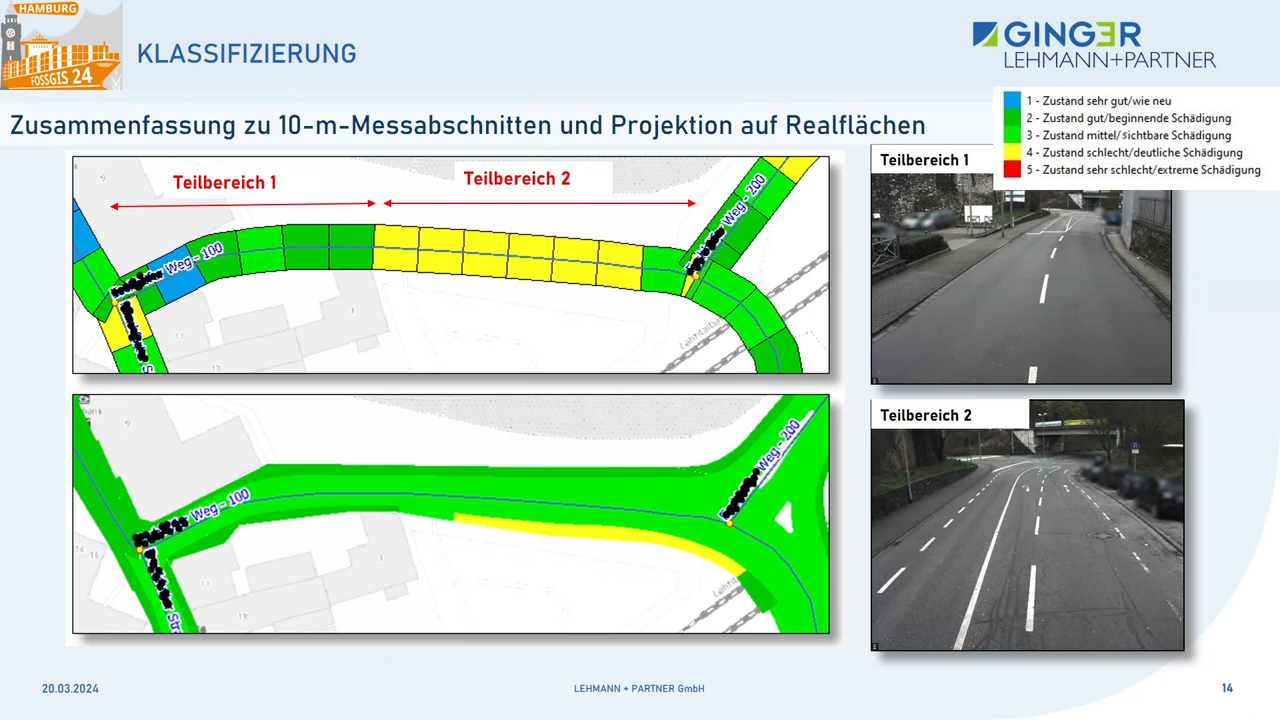 HAMBURG
FOSSGIS 24
KLASSIFIZIERUNG
GINGER
LEHMANN+PARTNER
Zusammenfassung zu 10-m-Messabschnitten und Projektion auf Realflächen
1 - Zustand sehr gut/wie neu
2 - Zustand gut/beginnende Schädigung
3 - Zustand mittel/sichtbare Schädigung
4 - Zustand schlecht/deutliche Schädigung
5 - Zustand sehr schlecht/extreme Schädigung
Teilbereich 1
Teilbereich 2
Weg - 200
Weg - 100
S
Teilbereich 1
Weg - 200
Weg - 100
Stra
Teilbereich 2
20.03.2024
LEHMANN + PARTNER GmbH
14